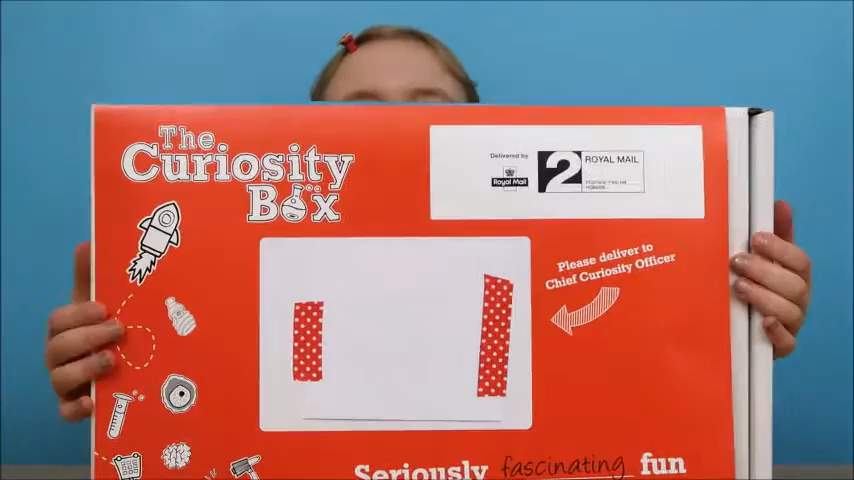 The
Curiosity
Box
Delivered by
Royal Mail
2
ROYAL MAIL
Please deliver to
Chief Curiosity Officer
Seriously fascinating fun